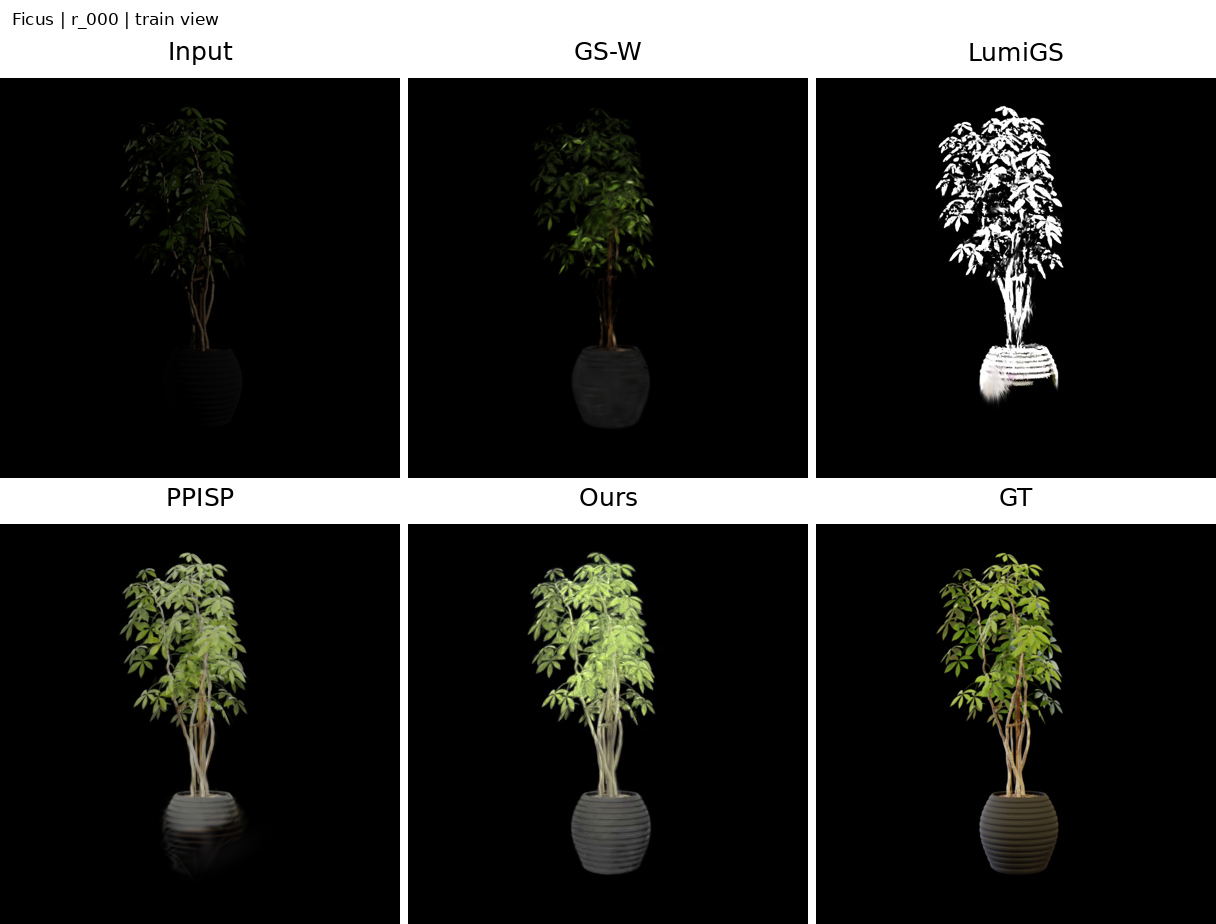 Ficus | r_000 | train view
Input
GS-W
LumiGS
PPISP
Ours
GT